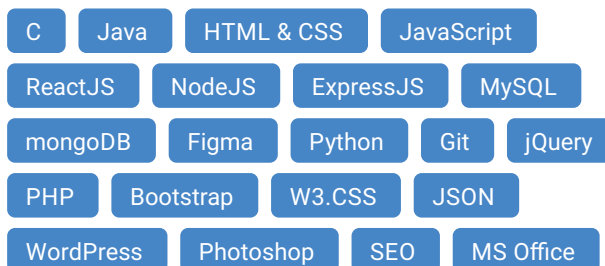 C Java HTML & CSS JavaScript
ReactJS NodeJS ExpressJS MySQL
mongoDB Figma Python Git jQuery
PHP Bootstrap W3.CSS JSON
WordPress Photoshop SEO MS Office